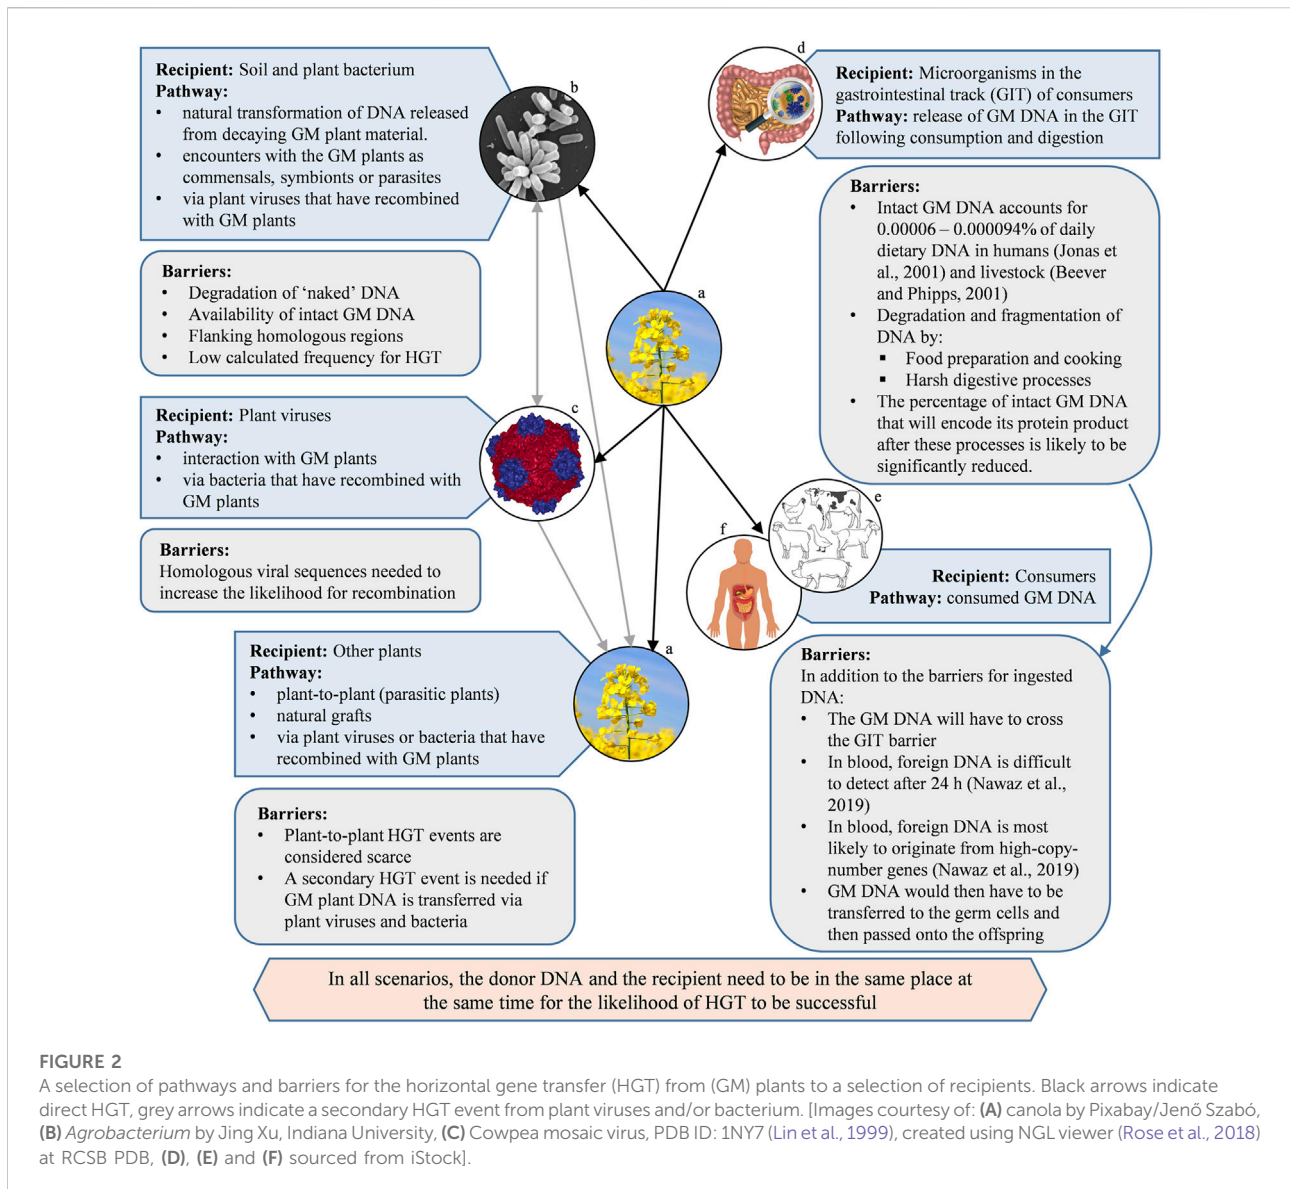 Recipient: Soil and plant bacterium
Pathway:
• natural transformation of DNA released
from decaying GM plant material.
• encounters with the GM plants as
commensals, symbionts or parasites
• via plant viruses that have recombined
with GM plants
b
Barriers:
• Degradation of ‘naked’ DNA
• Availability of intact GM DNA
• Flanking homologous regions
• Low calculated frequency for HGT
Recipient: Plant viruses
Pathway:
• interaction with GM plants
• via bacteria that have recombined with
GM plants
c
Barriers:
Homologous viral sequences needed to
increase the likelihood for recombination
Recipient: Other plants
Pathway:
• plant-to-plant (parasitic plants)
• natural grafts
• via plant viruses or bacteria that have
recombined with GM plants
a
Barriers:
• Plant-to-plant HGT events are
considered scarce
• A secondary HGT event is needed if
GM plant DNA is transferred via
plant viruses and bacteria
a
d
Recipient: Microorganisms in the
gastrointestinal track (GIT) of consumers
Pathway: release of GM DNA in the GIT
following consumption and digestion
Barriers:
• Intact GM DNA accounts for
0.00006 – 0.000094% of daily
dietary DNA in humans (Jonas et
al., 2001) and livestock (Beever
and Phipps, 2001)
• Degradation and fragmentation of
DNA by:
▪ Food preparation and cooking
▪ Harsh digestive processes
• The percentage of intact GM DNA
that will encode its protein product
after these processes is likely to be
significantly reduced.
e
f
Recipient: Consumers
Pathway: consumed GM DNA
Barriers:
In addition to the barriers for ingested
DNA:
• The GM DNA will have to cross
the GIT barrier
• In blood, foreign DNA is difficult
to detect after 24 h (Nawaz et al.,
2019)
• In blood, foreign DNA is most
likely to originate from high-copy-
number genes (Nawaz et al., 2019)
• GM DNA would then have to be
transferred to the germ cells and
then passed onto the offspring
In all scenarios, the donor DNA and the recipient need to be in the same place at
the same time for the likelihood of HGT to be successful
FIGURE 2
A selection of pathways and barriers for the horizontal gene transfer (HGT) from (GM) plants to a selection of recipients. Black arrows indicate
direct HGT, grey arrows indicate a secondary HGT event from plant viruses and/or bacterium. [Images courtesy of: (A) canola by Pixabay/Jenő Szabó,
(B) Agrobacterium by Jing Xu, Indiana University, (C) Cowpea mosaic virus, PDB ID: 1NY7 (Lin et al., 1999), created using NGL viewer (Rose et al., 2018)
at RCSB PDB, (D), (E) and (F) sourced from iStock].